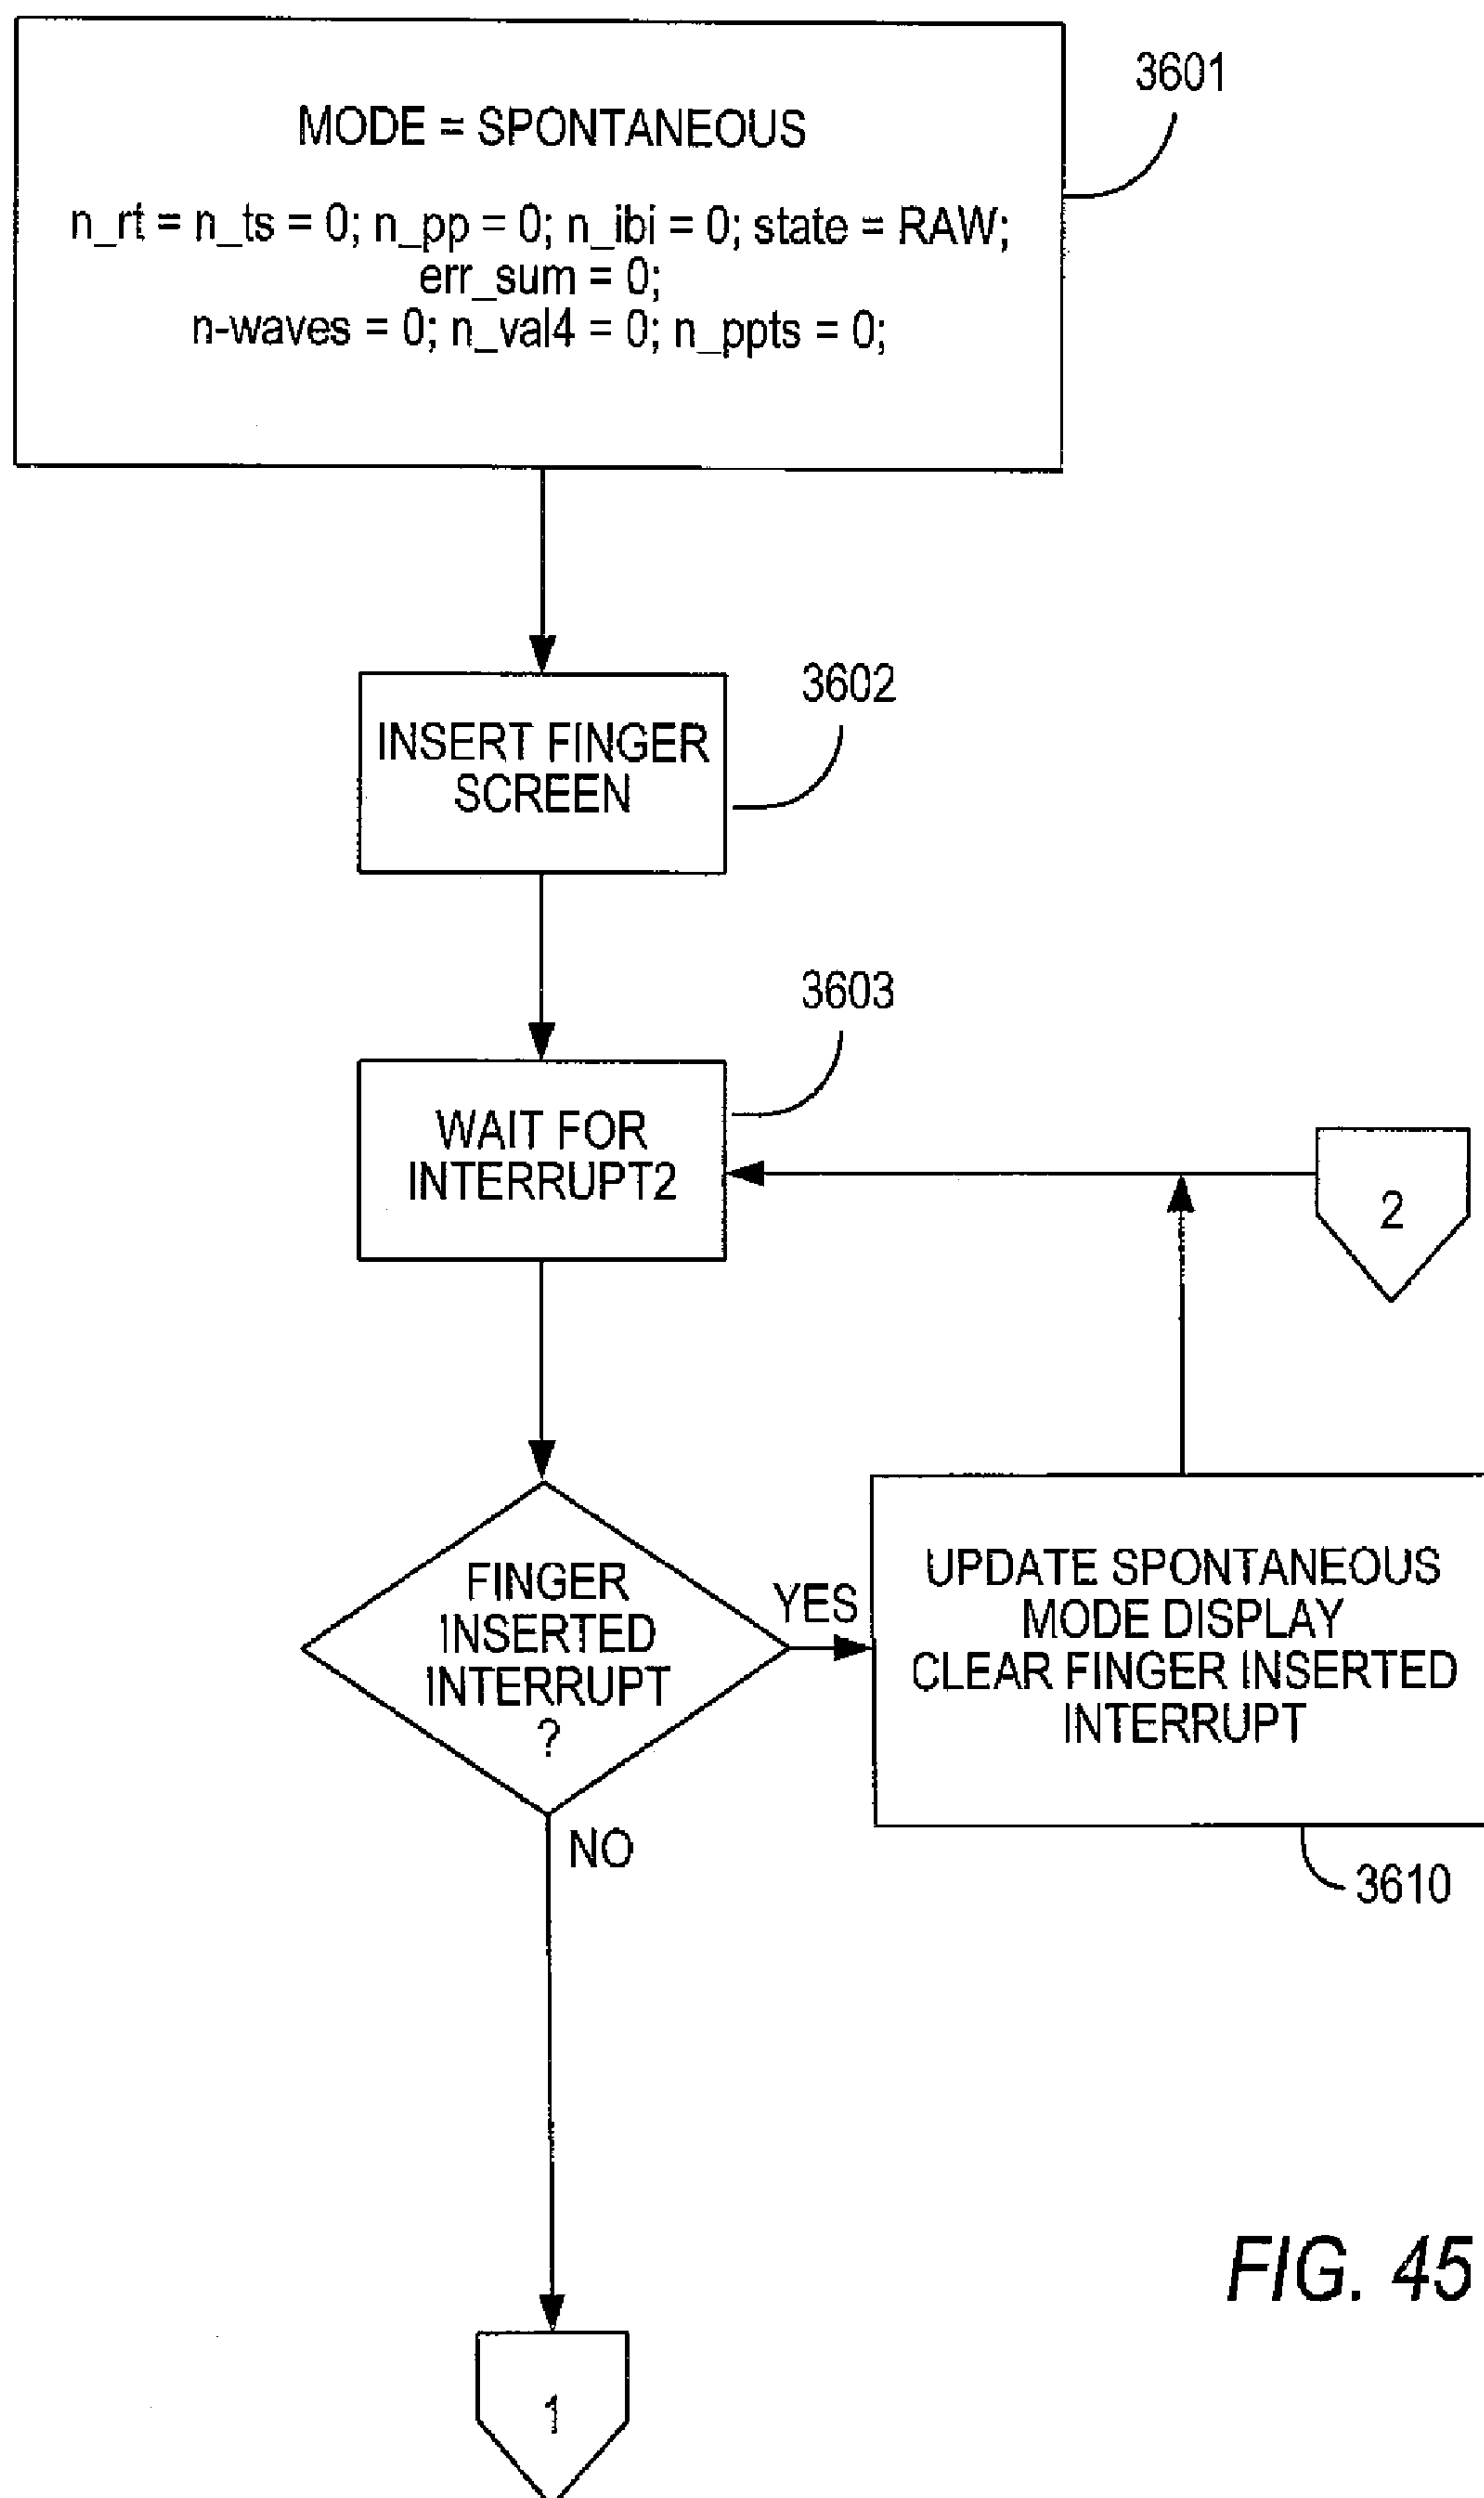 3601
MODE = SPONTANEOUS
n_rt = n_ts = 0; n_pp = 0; n_ibi = 0; state = RAW;
err_sum = 0;
n-waves = 0; n_val4 = 0; n_ppts = 0;
3602
INSERT FINGER
SCREEN
3603
WAIT FOR
INTERRUPT2
2
FINGER
INSERTED
INTERRUPT
?
YES
UPDATE SPONTANEOUS
MODE DISPLAY
CLEAR FINGER INSERTED
INTERRUPT
NO
3610
FIG. 45
1